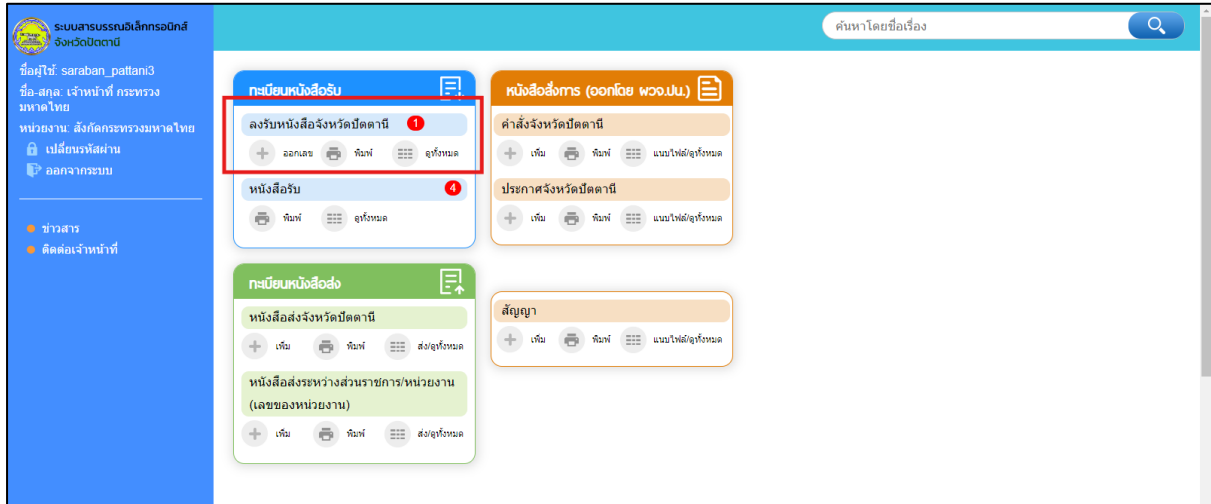 ระบบสารบรรณอิเล็กทรอนิกส์
จังหวัดปัตตานี
ค้นหาโดยชื่อเรื่อง
ชื่อผู้ใช้: saraban_pattani3
ชื่อ-สกุล: เจ้าหน้าที่ กระทรวง
มหาดไทย
หน่วยงาน: สังกัดกระทรวงมหาดไทย
เปลี่ยนรหัสผ่าน
ออกจากระบบ
ข่าวสาร
ติดต่อเจ้าหน้าที่
ทะเบียนหนังสือรับ
ลงรับหนังสือจังหวัดปัตตานี 1
ออกเลข พิมพ์ ดูทั้งหมด
หนังสือรับ 4
พิมพ์ ดูทั้งหมด
หนังสือสั่งการ (ออกโดย ผวจ.ปน.)
คำสั่งจังหวัดปัตตานี
เพิ่ม พิมพ์ แนบไฟล์/ดูทั้งหมด
ประกาศจังหวัดปัตตานี
เพิ่ม พิมพ์ แนบไฟล์/ดูทั้งหมด
ทะเบียนหนังสือส่ง
หนังสือส่งจังหวัดปัตตานี
เพิ่ม พิมพ์ ส่ง/ดูทั้งหมด
หนังสือส่งระหว่างส่วนราชการ/หน่วยงาน
(เลขของหน่วยงาน)
เพิ่ม พิมพ์ ส่ง/ดูทั้งหมด
สัญญา
เพิ่ม พิมพ์ แนบไฟล์/ดูทั้งหมด